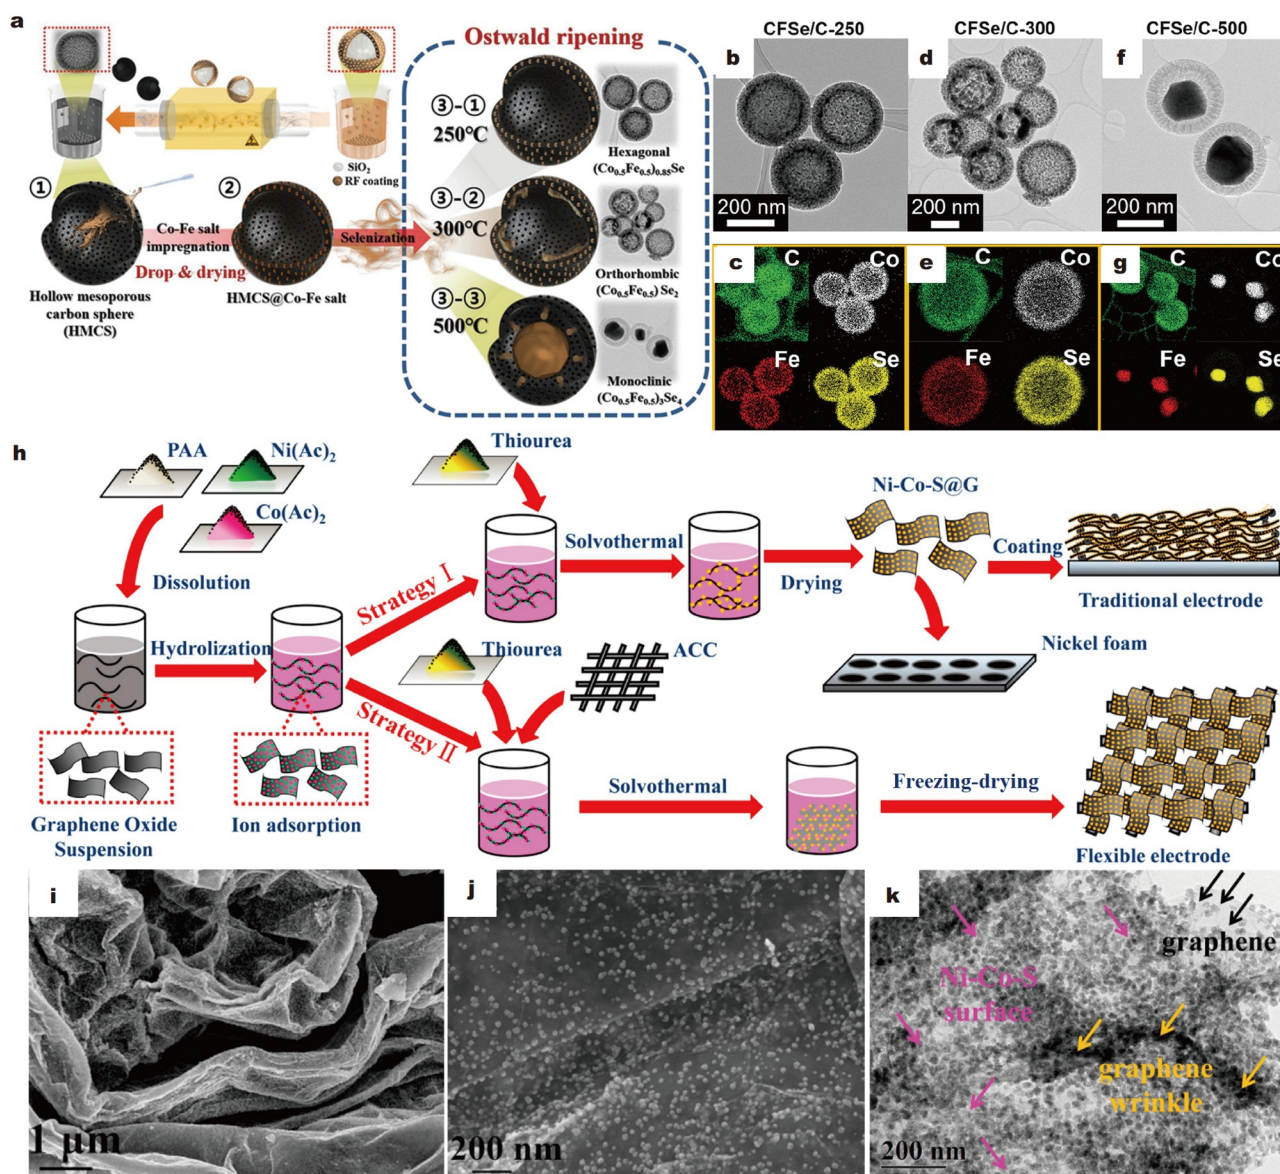 a
SiO2
RF coating
①
②
Co-Fe salt
impregnation
Drop & drying
Selenization
Hollow mesoporous
carbon sphere
(HMCS)
HMCS@Co-Fe salt
Ostwald ripening
③-①
250℃
Hexagonal
(Co0.5Fe0.5)0.85Se
③-②
300℃
Orthorhombic
(Co0.5Fe0.5) Se2
③-③
500℃
Monoclinic
(Co0.5Fe0.5)3Se4
CFSe/C-250
CFSe/C-300
CFSe/C-500
b
200 nm
d
200 nm
f
200 nm
c
C
Co
Fe
Se
e
C
Co
Fe
Se
g
C
Co
Fe
Se
h
PAA
Ni(Ac)2
Co(Ac)2
Dissolution
Hydrolization
Graphene Oxide
Suspension
Ion adsorption
Strategy Ⅰ
Strategy Ⅱ
Thiourea
Solvothermal
Drying
Ni-Co-S@G
Coating
Traditional electrode
Nickel foam
Thiourea
ACC
Solvothermal
Freezing-drying
Flexible electrode
i
1 μm
j
200 nm
k
graphene
Ni-Co-S
surface
graphene
wrinkle
200 nm